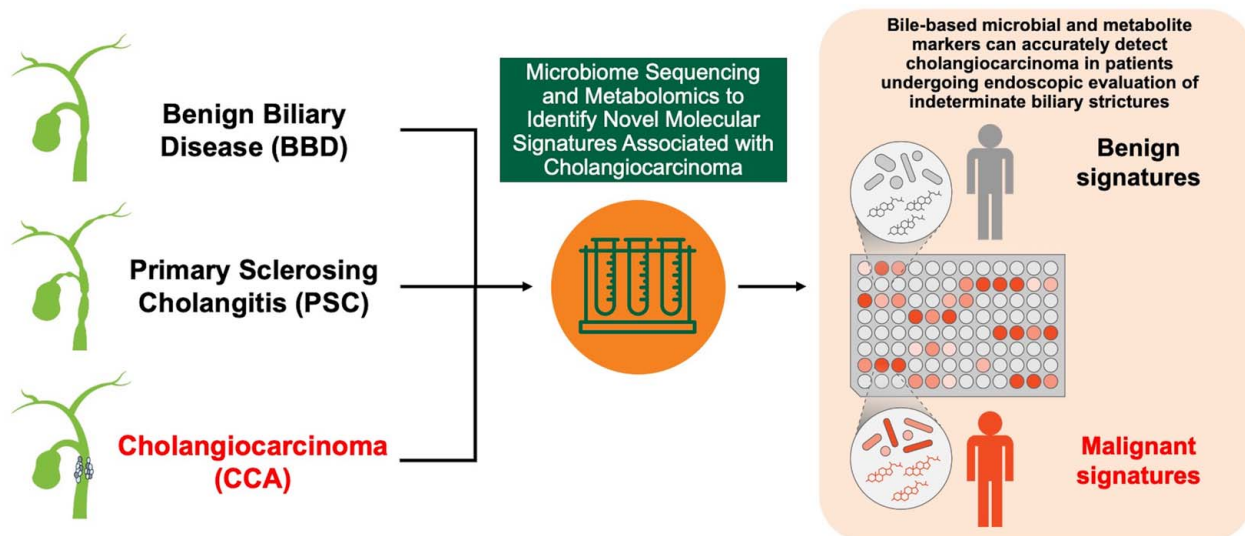 Benign Biliary
Disease (BBD)
Primary Sclerosing
Cholangitis (PSC)
Cholangiocarcinoma
(CCA)
Microbiome Sequencing
and Metabolomics to
Identify Novel Molecular
Signatures Associated with
Cholangiocarcinoma
Bile-based microbial and metabolite
markers can accurately detect
cholangiocarcinoma in patients
undergoing endoscopic evaluation of
indeterminate biliary strictures
Benign
signatures
Malignant
signatures